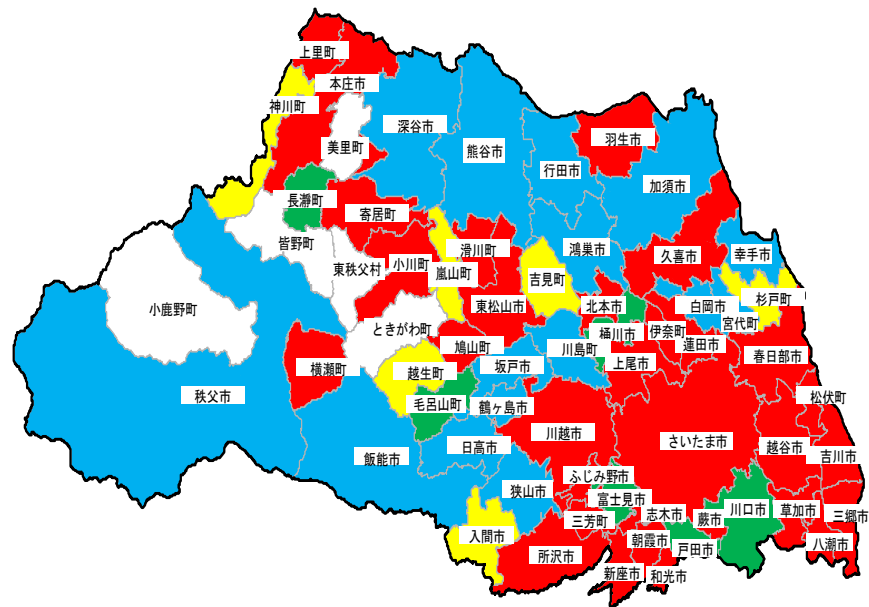 上里町
本庄市
神川町
美里町
深谷市
熊谷市
行田市
羽生市
加須市
長瀞町
寄居町
皆野町
東秩父村
小川町
嵐山町
滑川町
吉見町
鴻巣市
久喜市
幸手市
小鹿野町
東松山市
北本市
白岡市
杉戸町
ときがわ町
桶川市
伊奈町
宮代町
鳩山町
川島町
上尾市
蓮田市
春日部市
横瀬町
越生町
坂戸市
秩父市
毛呂山町
鶴ヶ島市
松伏町
川越市
さいたま市
越谷市
吉川市
飯能市
日高市
狭山市
ふじみ野市
富士見市
志木市
川口市
草加市
三郷市
三芳町
蕨市
入間市
所沢市
朝霞市
戸田市
八潮市
新座市
和光市